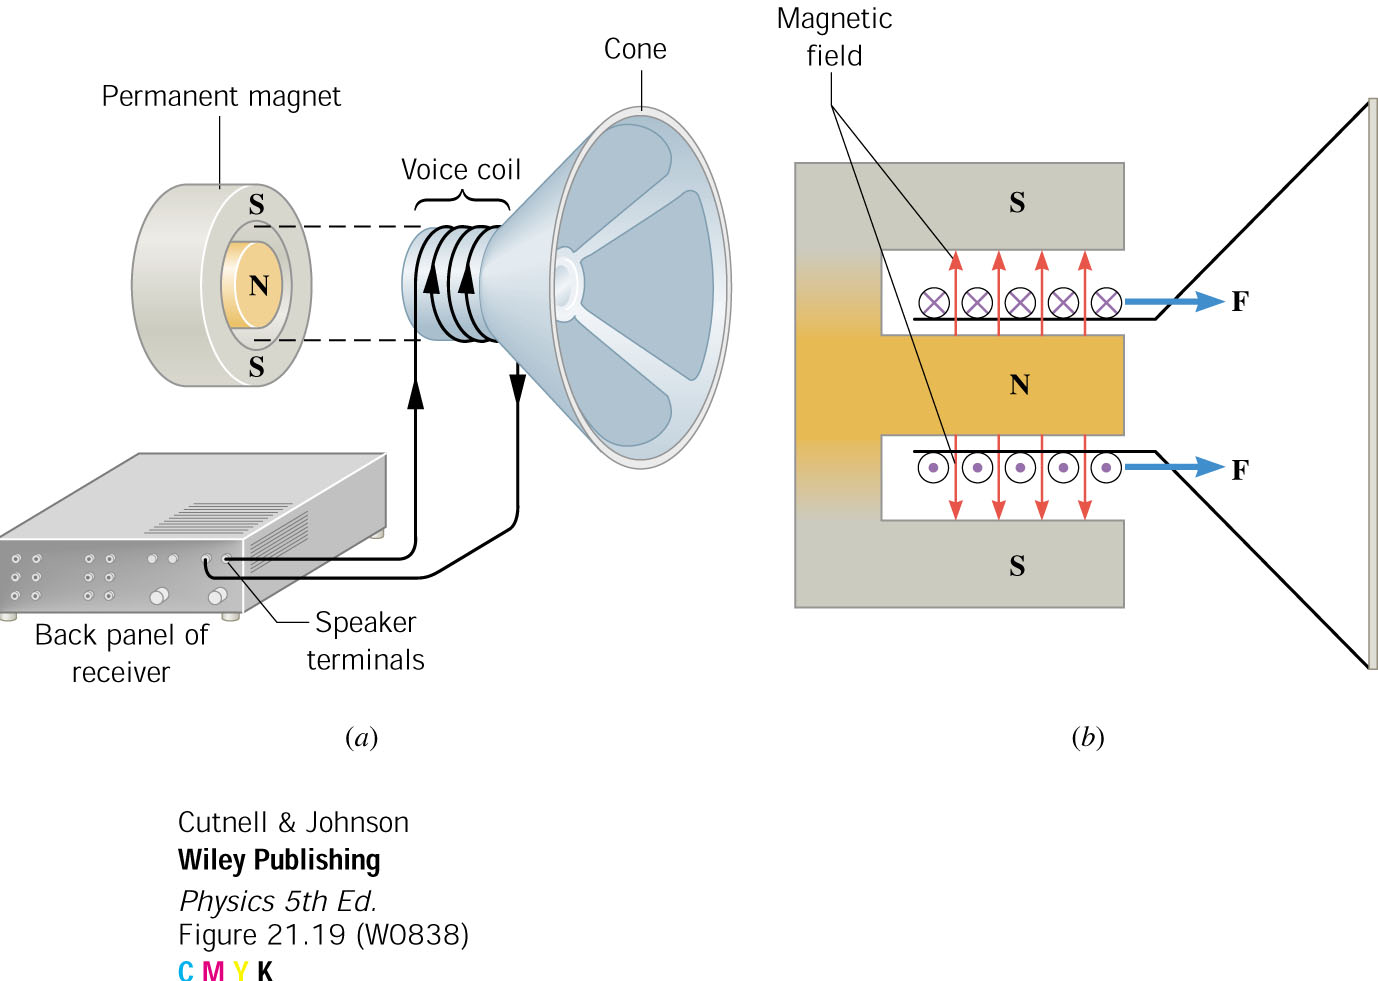 Permanent magnet
S
N
S
Voice coil
Cone
Back panel of
receiver
Speaker
terminals
(a)
Magnetic
field
S
F
N
F
S
(b)
Cutnell & Johnson
Wiley Publishing
Physics 5th Ed.
Figure 21.19 (W0838)
C M Y K